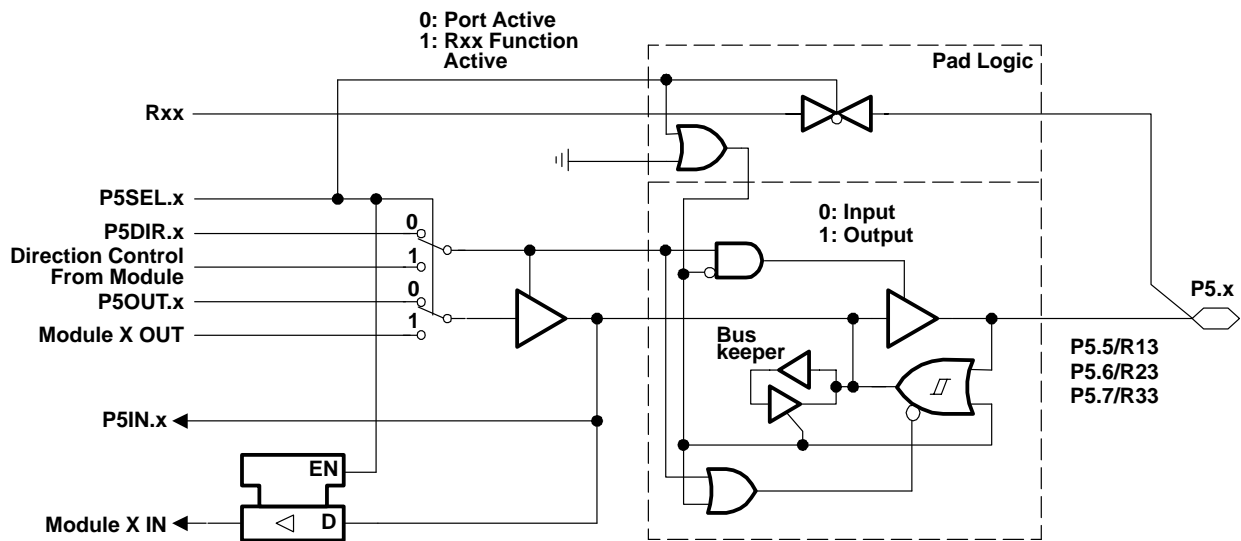 0: Port Active
1: Rxx Function
Active
Pad Logic
Rxx
P5SEL.x
P5DIR.x
0
Direction Control
From Module
1
P5OUT.x
0
Module X OUT
1
0: Input
1: Output
P5.x
Bus
keeper
P5.5/R13
P5.6/R23
P5.7/R33
P5IN.x
EN
D
Module X IN